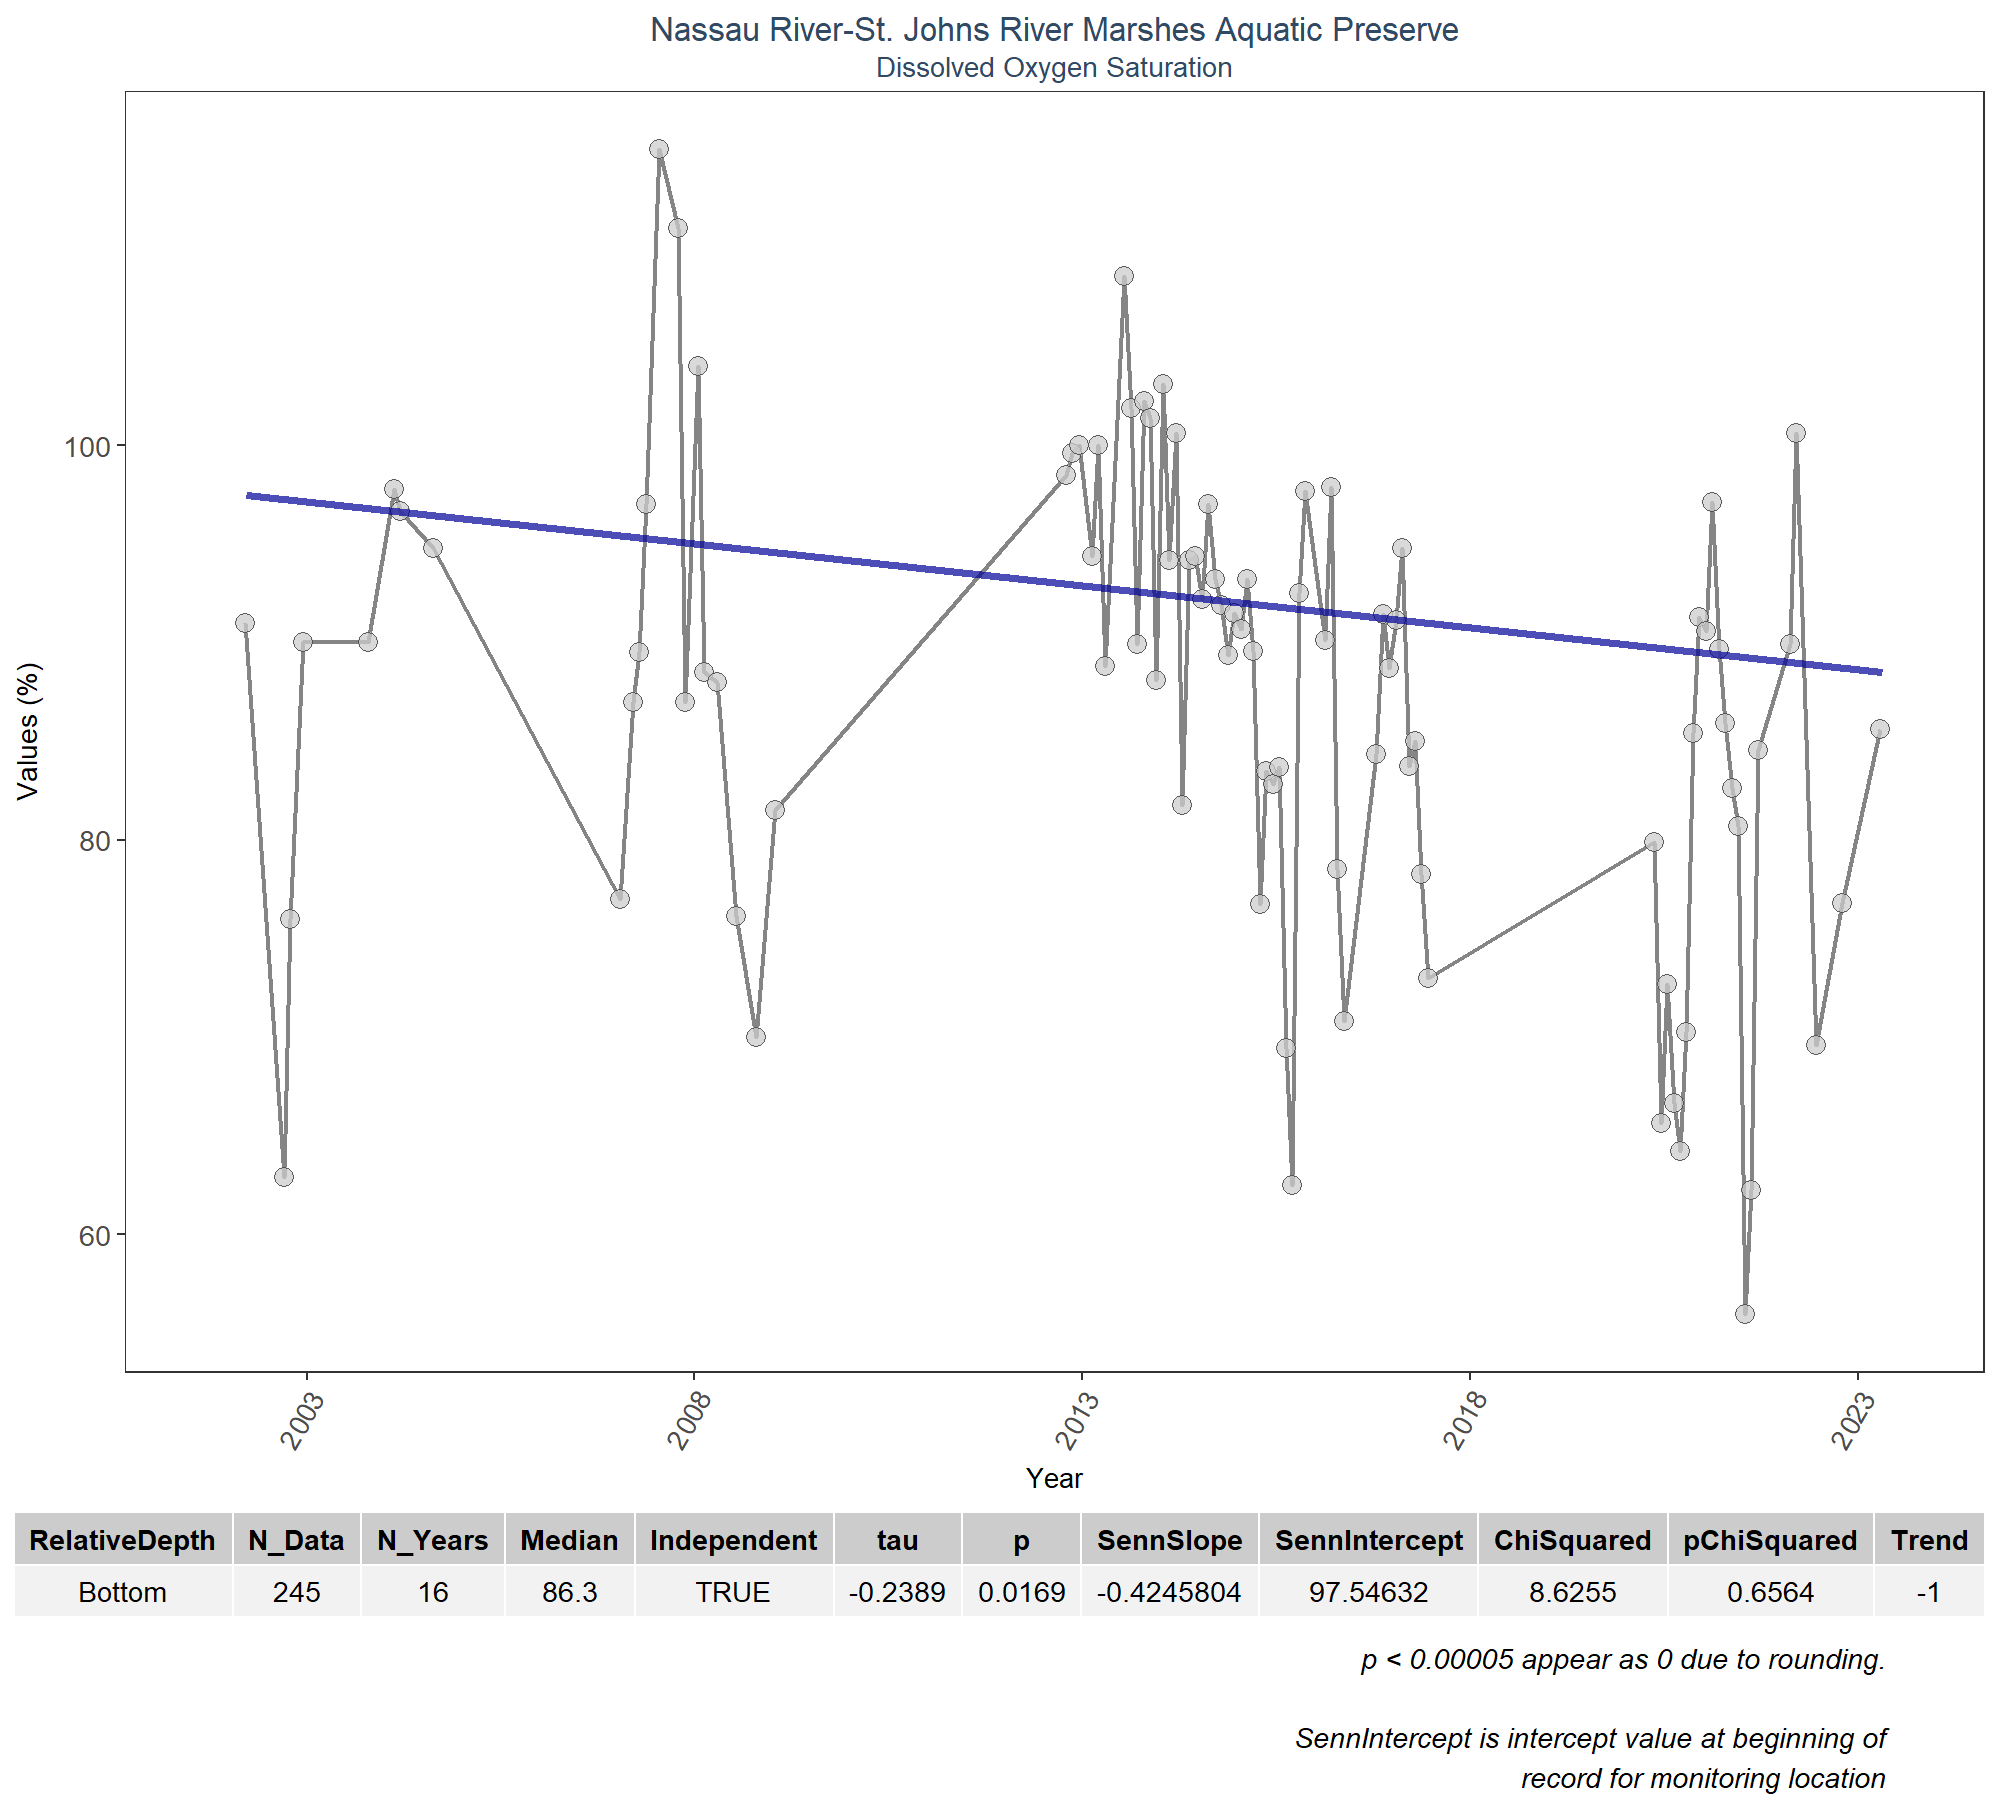 Nassau River-St. Johns River Marshes Aquatic Preserve
Dissolved Oxygen Saturation
Values (%)
100
80
60
2003 2008 2013 2018 2023
Year
RelativeDepth N_Data N_Years Median Independent tau p SennSlope SennIntercept ChiSquared pChiSquared Trend
Bottom 245 16 86.3 TRUE -0.2389 0.0169 -0.4245804 97.54632 8.6255 0.6564 -1
p < 0.00005 appear as 0 due to rounding.
SennIntercept is intercept value at beginning of
record for monitoring location